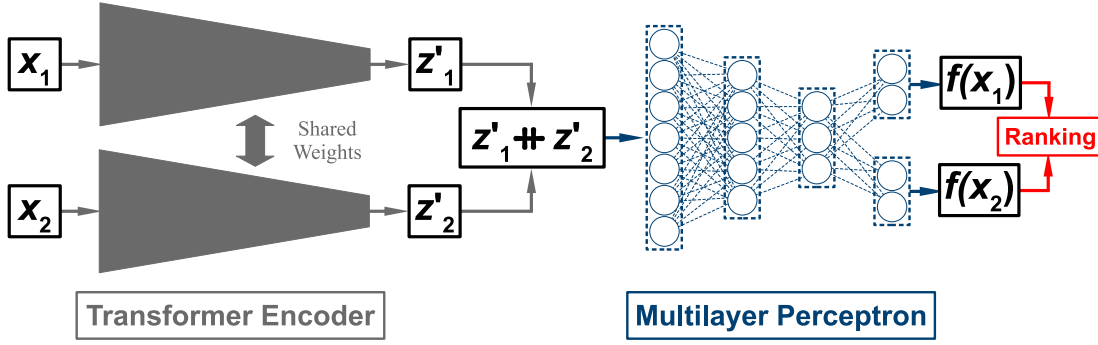 x₁
z'₁
f(x₁)
Shared
Weights
z'₁ ⧺ z'₂
Ranking
x₂
z'₂
f(x₂)
Transformer Encoder
Multilayer Perceptron